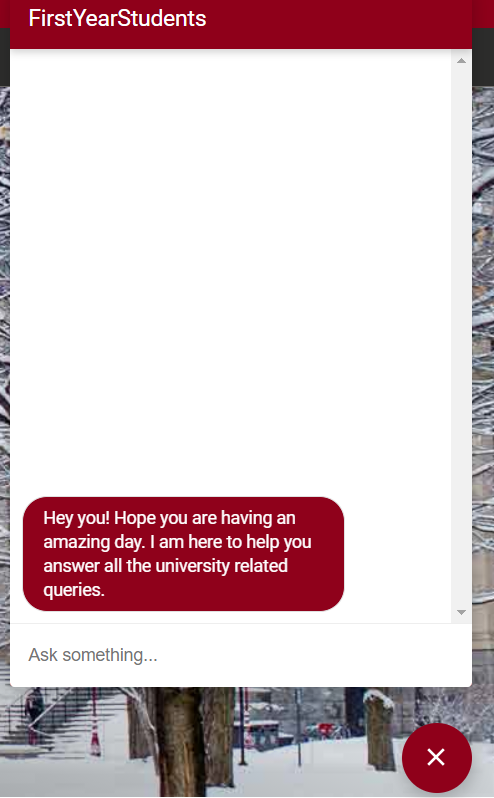 FirstYearStudents
Hey you! Hope you are having an
amazing day. I am here to help you
answer all the university related
queries.
Ask something...